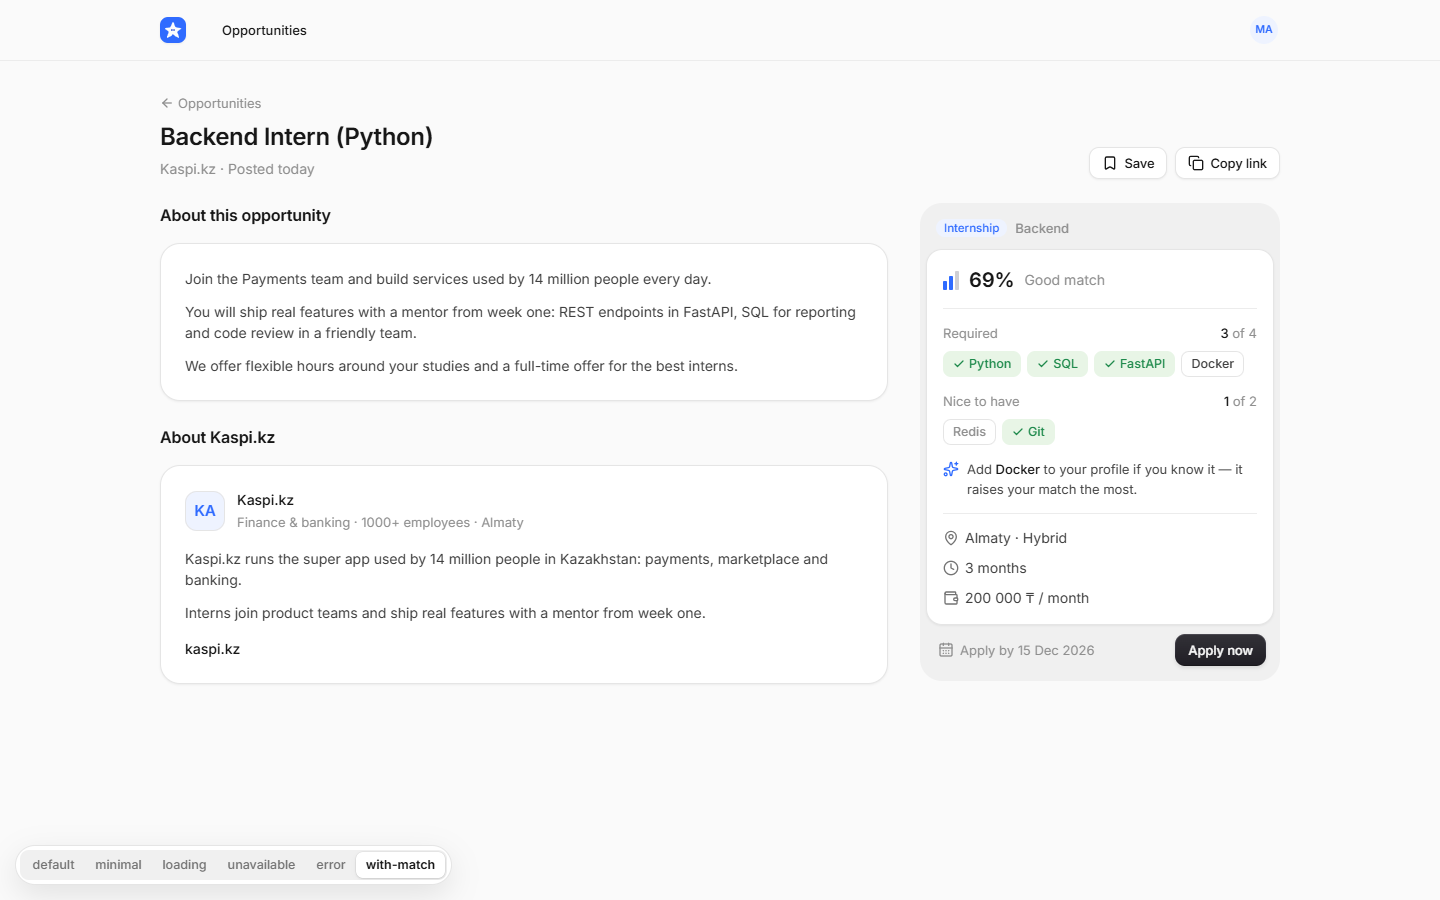 Opportunities
MA
Opportunities
Backend Intern (Python)
Kaspi.kz · Posted today
Save
Copy link
About this opportunity
Join the Payments team and build services used by 14 million people every day.
You will ship real features with a mentor from week one: REST endpoints in FastAPI, SQL for reporting
and code review in a friendly team.
We offer flexible hours around your studies and a full-time offer for the best interns.
About Kaspi.kz
KA
Kaspi.kz
Finance & banking · 1000+ employees · Almaty
Kaspi.kz runs the super app used by 14 million people in Kazakhstan: payments, marketplace and
banking.
Interns join product teams and ship real features with a mentor from week one.
kaspi.kz
Internship Backend
69% Good match
Required 3 of 4
Python SQL FastAPI Docker
Nice to have 1 of 2
Redis Git
Add Docker to your profile if you know it — it
raises your match the most.
Almaty · Hybrid
3 months
200 000 ₸ / month
Apply by 15 Dec 2026
Apply now
default minimal loading unavailable error with-match